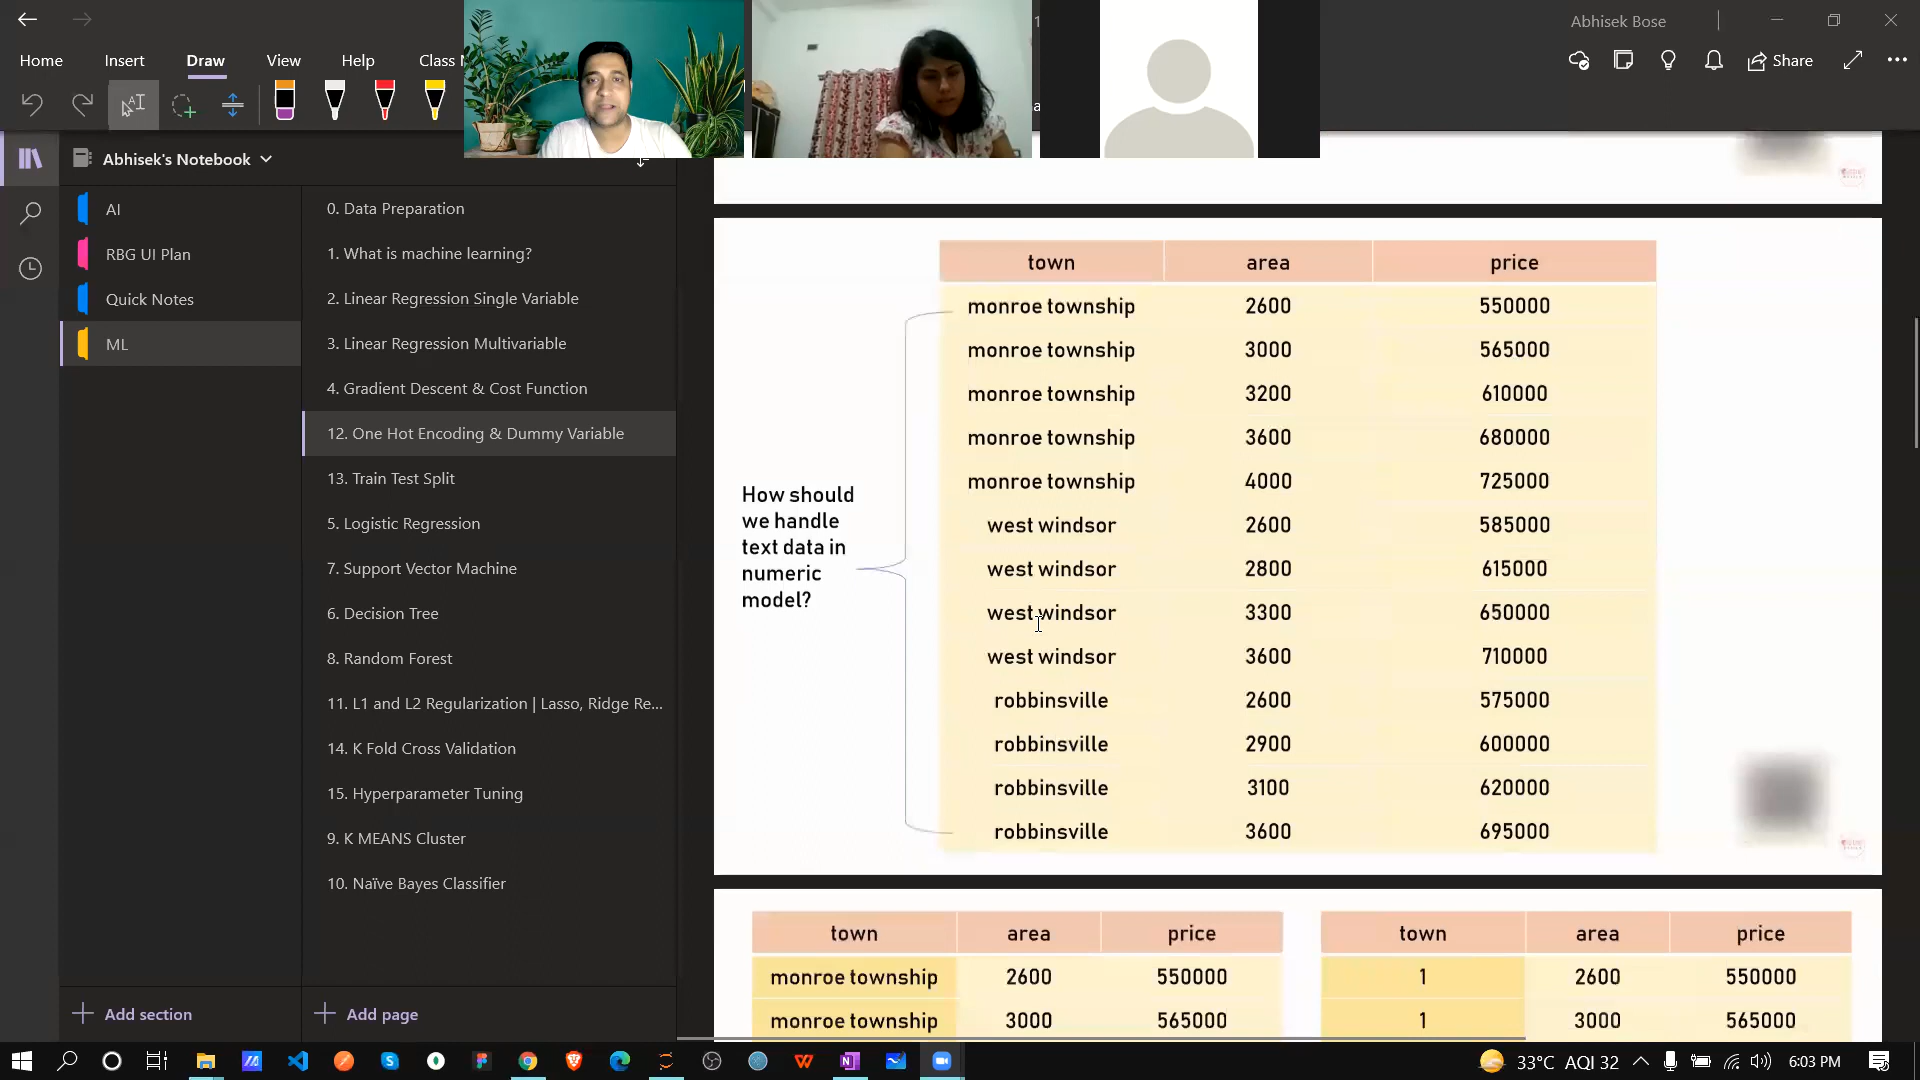 Abhisek Bose
Home Insert Draw View Help Class
Share
Abhisek's Notebook
AI
RBG UI Plan
Quick Notes
ML
Add section
0. Data Preparation
1. What is machine learning?
2. Linear Regression Single Variable
3. Linear Regression Multivariable
4. Gradient Descent & Cost Function
12. One Hot Encoding & Dummy Variable
13. Train Test Split
5. Logistic Regression
7. Support Vector Machine
6. Decision Tree
8. Random Forest
11. L1 and L2 Regularization | Lasso, Ridge Re...
14. K Fold Cross Validation
15. Hyperparameter Tuning
9. K MEANS Cluster
10. Naïve Bayes Classifier
Add page
How should
we handle
text data in
numeric
model?
town area price
monroe township 2600 550000
monroe township 3000 565000
monroe township 3200 610000
monroe township 3600 680000
monroe township 4000 725000
west windsor 2600 585000
west windsor 2800 615000
west windsor 3300 650000
west windsor 3600 710000
robbinsville 2600 575000
robbinsville 2900 600000
robbinsville 3100 620000
robbinsville 3600 695000
town area price
monroe township 2600 550000
monroe township 3000 565000
town area price
1 2600 550000
1 3000 565000
33°C AQI 32 6:03 PM